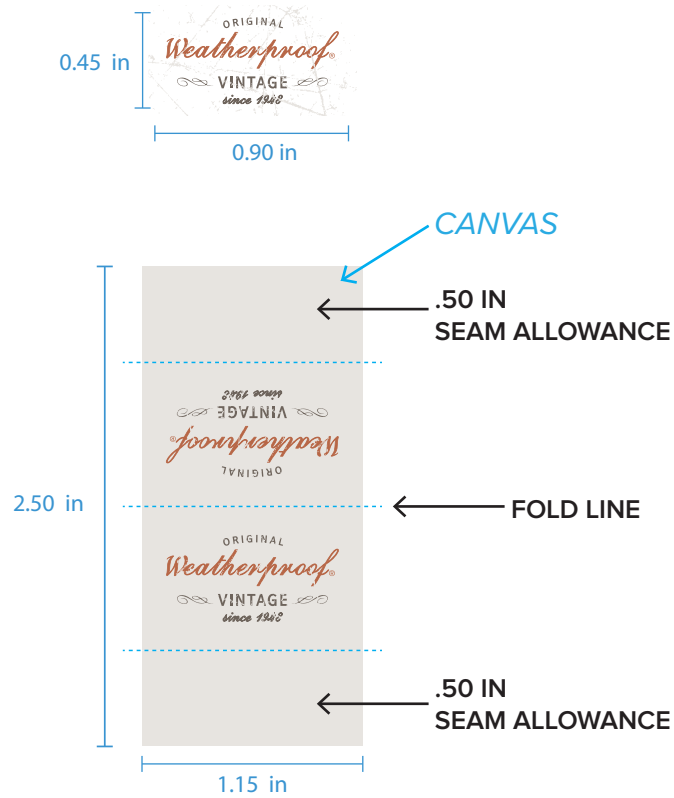 ORIGINAL
Weatherproof®
VINTAGE
since 1948
0.45 in
0.90 in
CANVAS
.50 IN
SEAM ALLOWANCE
since 1948
VINTAGE
Weatherproof®
ORIGINAL
2.50 in
FOLD LINE
ORIGINAL
Weatherproof®
VINTAGE
since 1948
.50 IN
SEAM ALLOWANCE
1.15 in